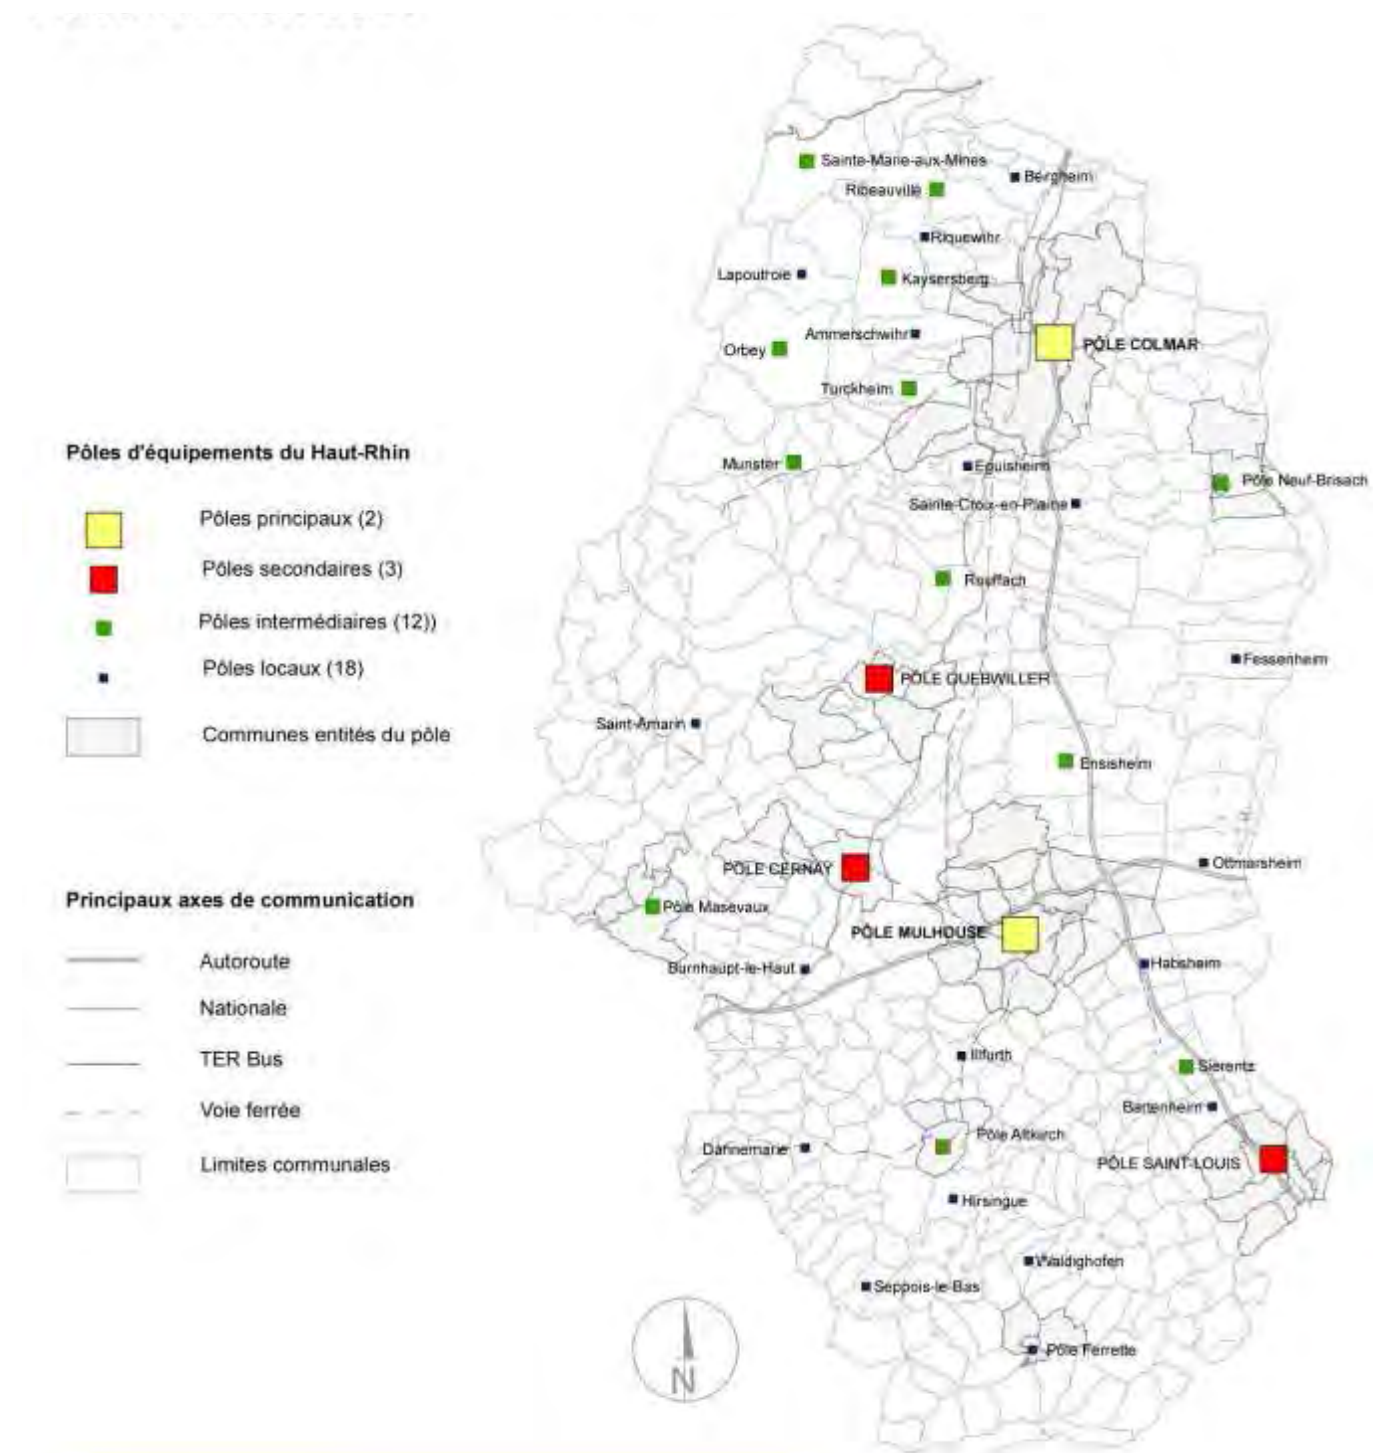 Sainte-Marie-aux-Mines
Ribeauvillé
Bergheim
Riquewihr
Lapoutroie
Kaysersberg
Ammerschwihr
Orbey
PÔLE COLMAR
Turckheim
Pôles d'équipements du Haut-Rhin
Munster
Eguisheim
Pôle Neuf-Brisach
Sainte-Croix-en-Plaine
Pôles principaux (2)
Pôles secondaires (3)
Rouffach
Pôles intermédiaires (12))
Pôles locaux (18)
Fessenheim
PÔLE GUEBWILLER
Saint-Amarin
Communes entités du pôle
Ensisheim
Ottmarsheim
PÔLE CERNAY
Principaux axes de communication
Pôle Masevaux
PÔLE MULHOUSE
Autoroute
Burnhaupt-le-Haut
Habsheim
Nationale
TER Bus
Illfurth
Sierentz
Voie ferrée
Bartenheim
Pôle Altkirch
Dannemarie
Limites communales
PÔLE SAINT-LOUIS
Hirsingue
Waldighofen
Seppois-le-Bas
Pôle Ferrette
N